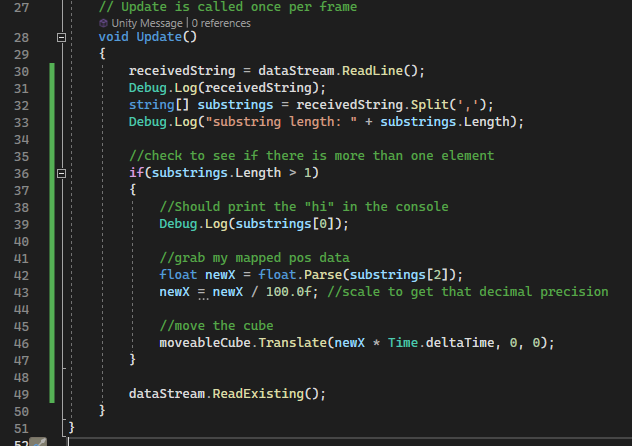 27 // Update is called once per frame
Unity Message | 0 references
28 void Update()
29 {
30 receivedString = dataStream.ReadLine();
31 Debug.Log(receivedString);
32 string[] substrings = receivedString.Split(',');
33 Debug.Log("substring length: " + substrings.Length);
34
35 //check to see if there is more than one element
36 if(substrings.Length > 1)
37 {
38 //Should print the "hi" in the console
39 Debug.Log(substrings[0]);
40
41 //grab my mapped pos data
42 float newX = float.Parse(substrings[2]);
43 newX = newX / 100.0f; //scale to get that decimal precision
44
45 //move the cube
46 moveableCube.Translate(newX * Time.deltaTime, 0, 0);
47 }
48
49 dataStream.ReadExisting();
50 }
51 }
52